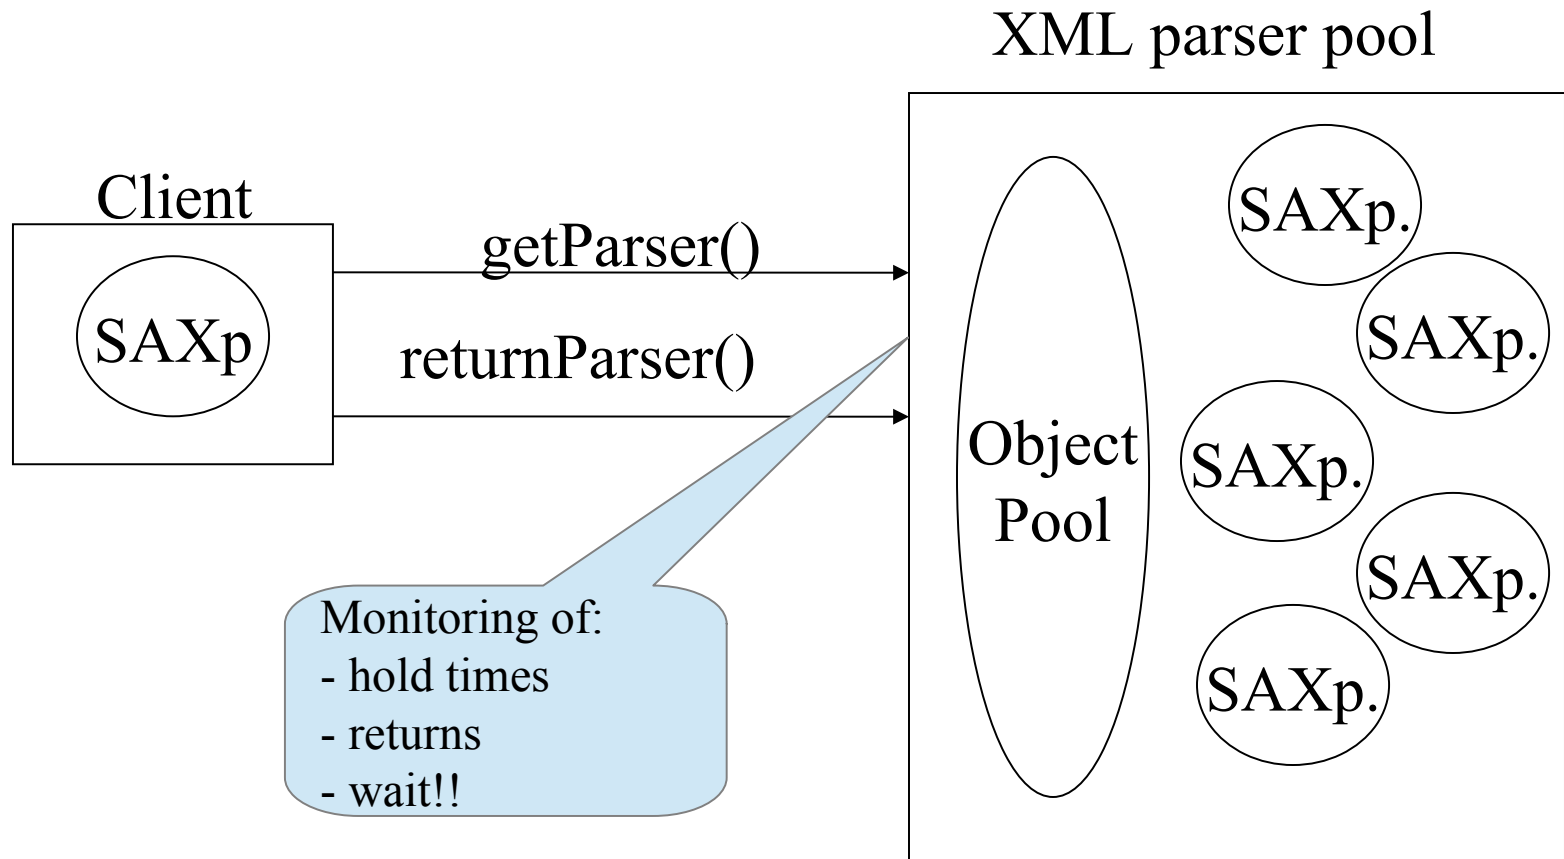 XML parser pool
Client
SAXp
getParser()
returnParser()
Object
Pool
SAXp.
SAXp.
SAXp.
SAXp.
SAXp.
Monitoring of:
- hold times
- returns
- wait!!